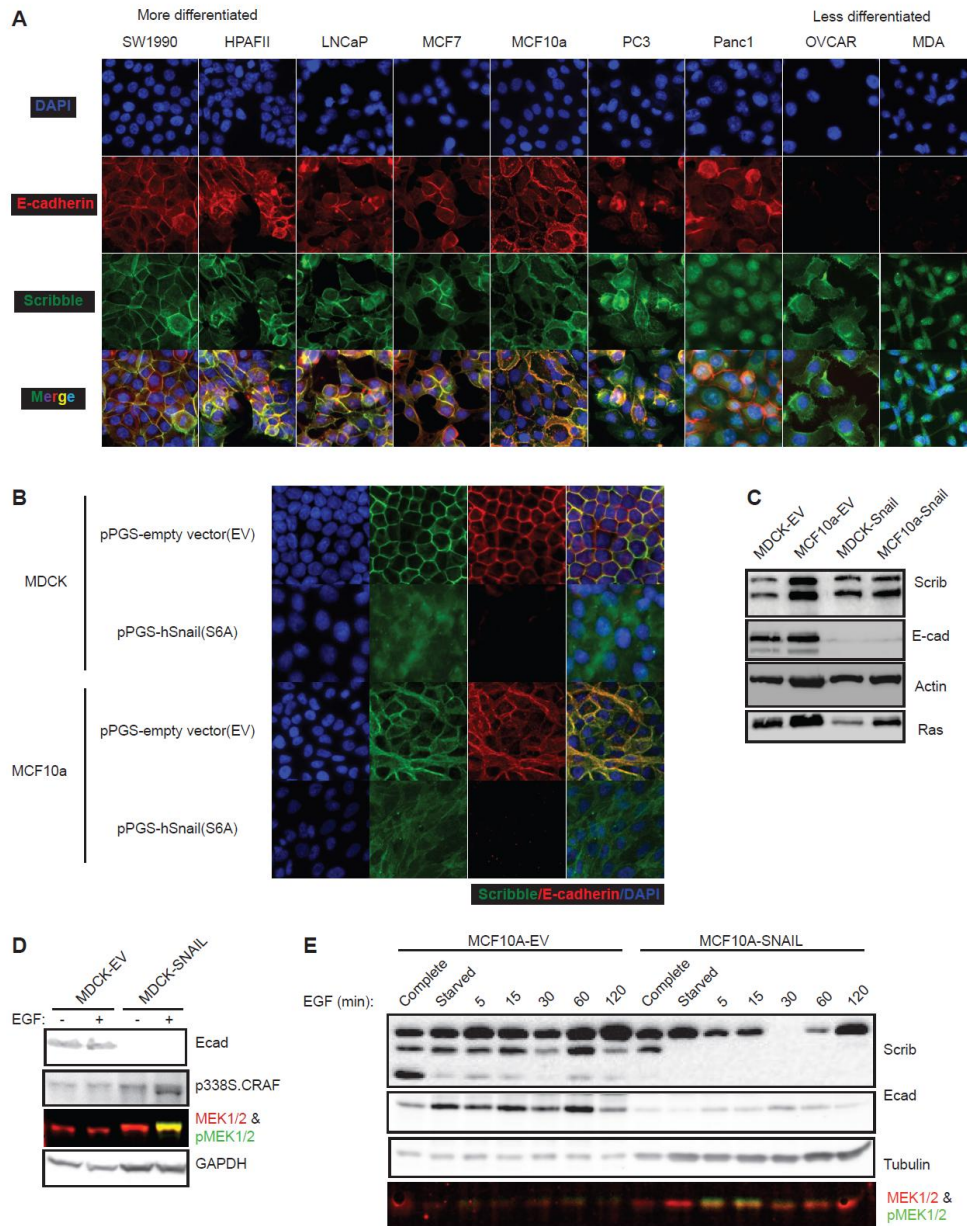 A
More differentiated
Less differentiated
SW1990 HPAFII LNCaP MCF7 MCF10a PC3 Panc1 OVCAR MDA
DAPI
E-cadherin
Scribble
Merge
B
pPGS-empty vector(EV)
MDCK
pPGS-hSnail(S6A)
pPGS-empty vector(EV)
MCF10a
pPGS-hSnail(S6A)
Scribble/E-cadherin/DAPI
C
MDCK-EV MCF10a-EV MDCK-Snail MCF10a-Snail
Scrib
E-cad
Actin
Ras
D
MDCK-EV MDCK-SNAIL
EGF: - + - +
Ecad
p338S.CRAF
MEK1/2 &
pMEK1/2
GAPDH
E
MCF10A-EV MCF10A-SNAIL
EGF (min): Complete Starved 5 15 30 60 120 Complete Starved 5 15 30 60 120
Scrib
Ecad
Tubulin
MEK1/2 &
pMEK1/2